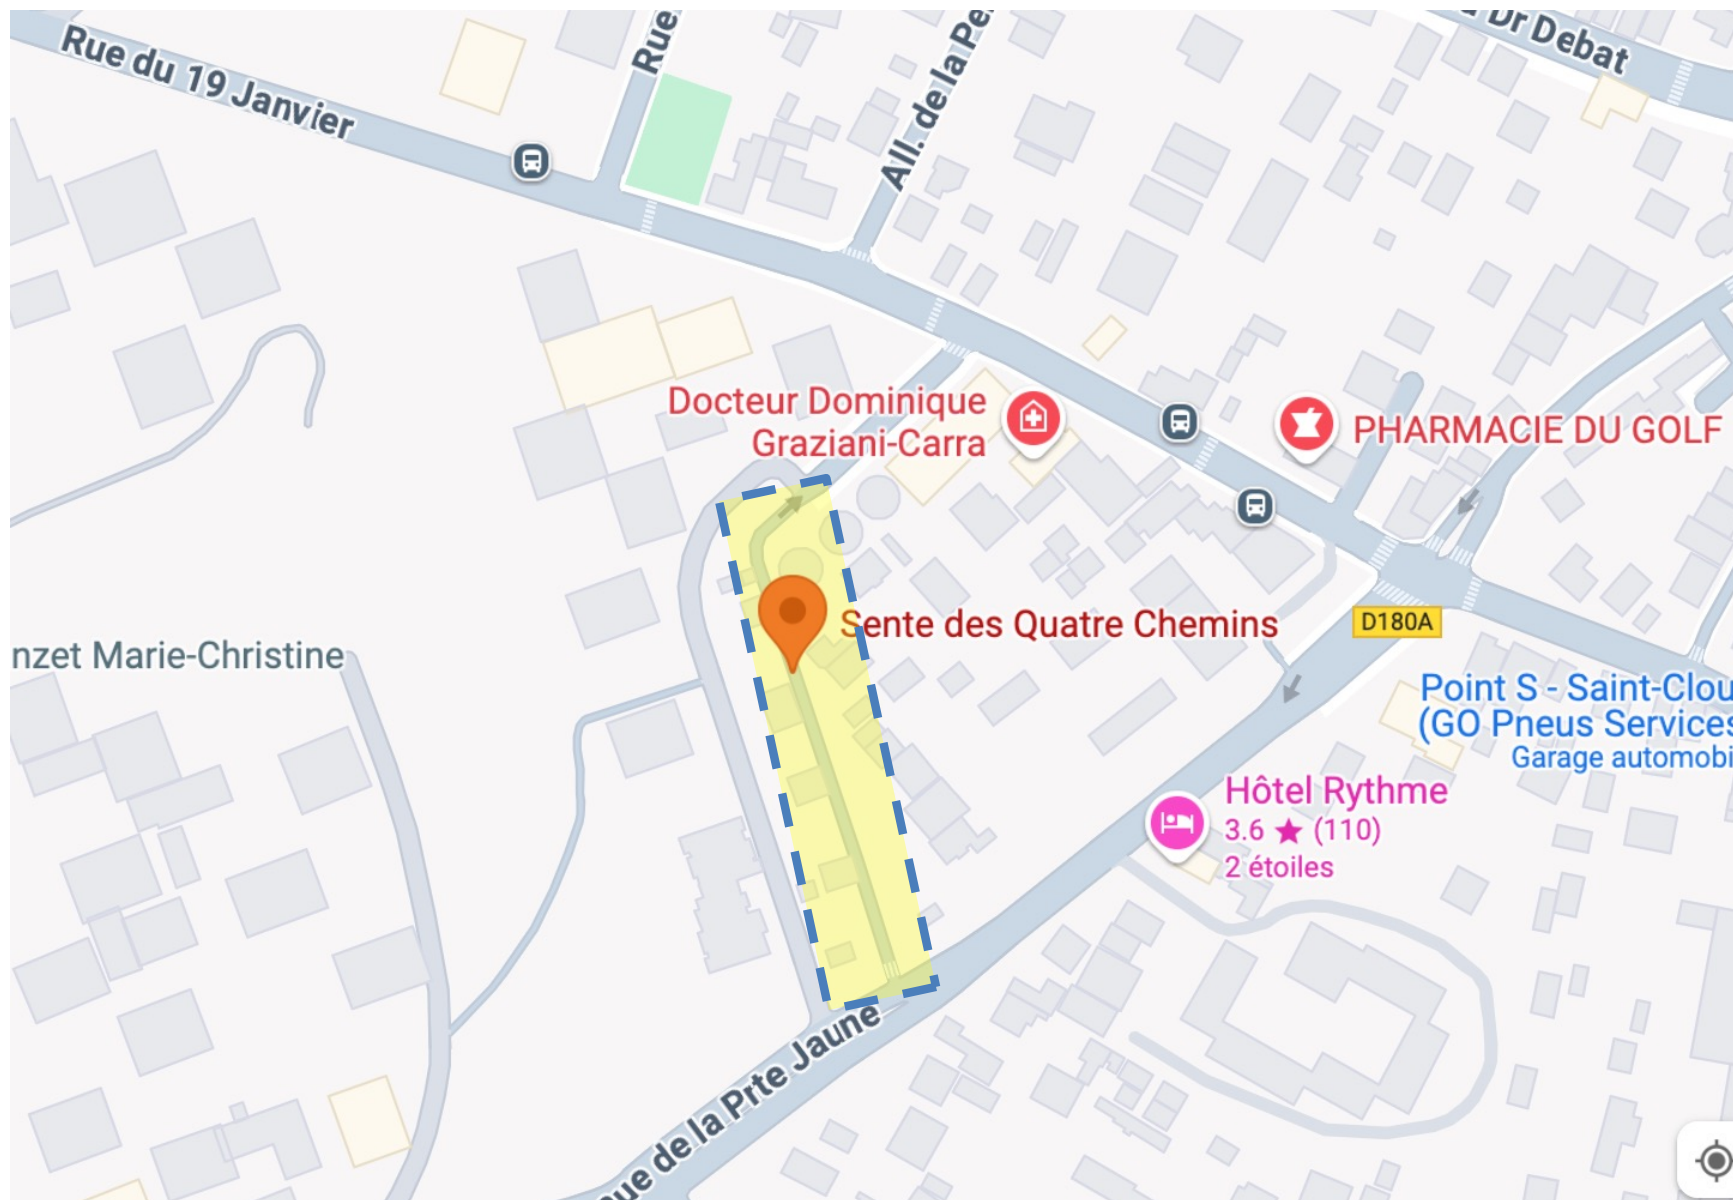 Rue du 19 Janvier
Rue
All. de la Pe
Dr Debat
Docteur Dominique
Graziani-Carra
PHARMACIE DU GOLF
Sente des Quatre Chemins
D180A
nzet Marie-Christine
Point S - Saint-Clou
(GO Pneus Services
Garage automobi
Hôtel Rythme
3.6 ★ (110)
2 étoiles
ue de la Prte Jaune